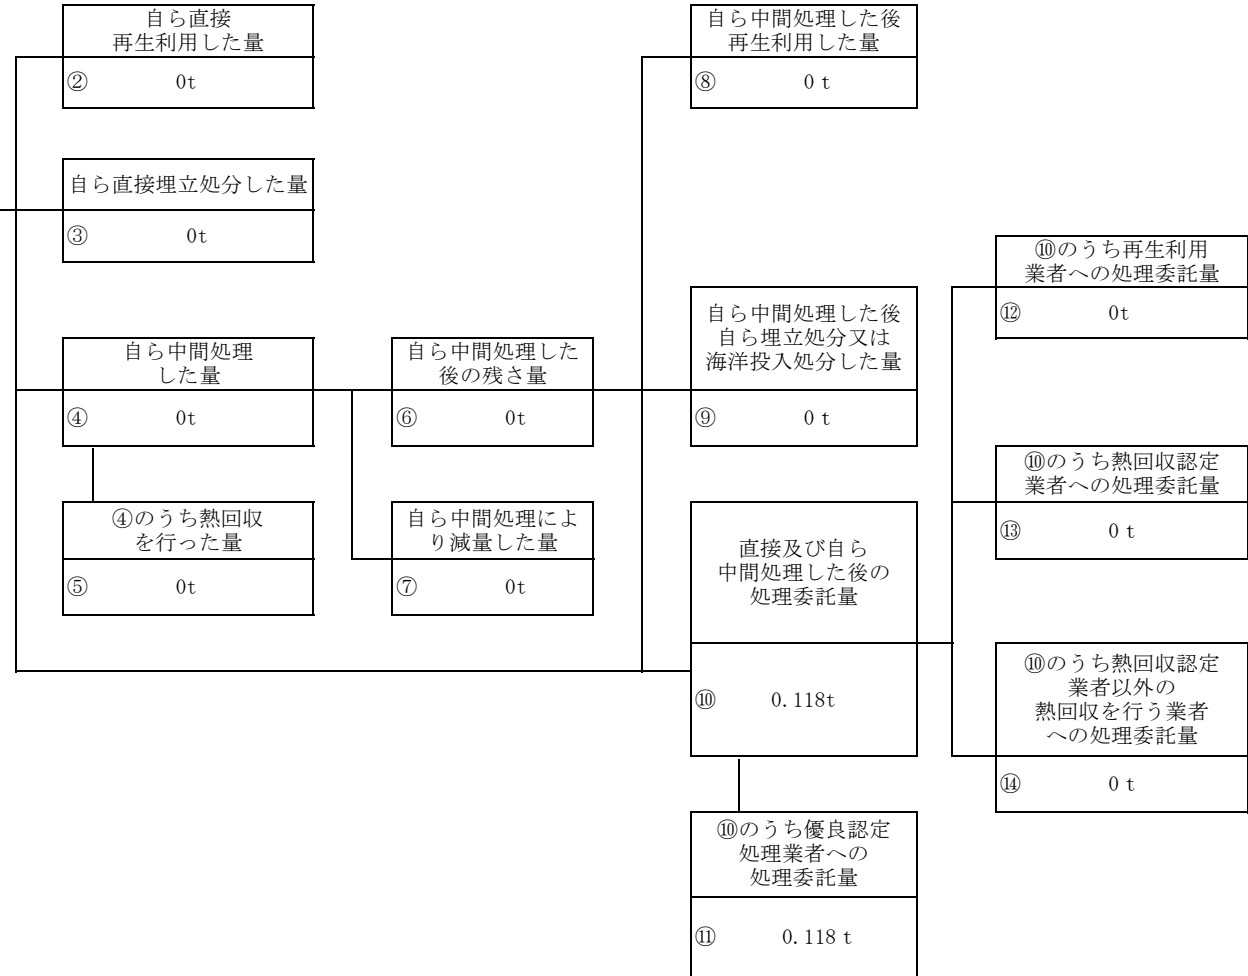 自ら直接
再生利用した量
② 0t
自ら直接埋立処分した量
③ 0t
自ら中間処理
した量
④ 0t
④のうち熱回収
を行った量
⑤ 0t
自ら中間処理した
後の残さ量
⑥ 0t
自ら中間処理によ
り減量した量
⑦ 0t
自ら中間処理した後
再生利用した量
⑧ 0 t
自ら中間処理した後
自ら埋立処分又は
海洋投入処分した量
⑨ 0 t
直接及び自ら
中間処理した後の
処理委託量
⑩ 0.118t
⑩のうち優良認定
処理業者への
処理委託量
⑪ 0.118 t
⑩のうち再生利用
業者への処理委託量
⑫ 0t
⑩のうち熱回収認定
業者への処理委託量
⑬ 0 t
⑩のうち熱回収認定
業者以外の
熱回収を行う業者
への処理委託量
⑭ 0 t